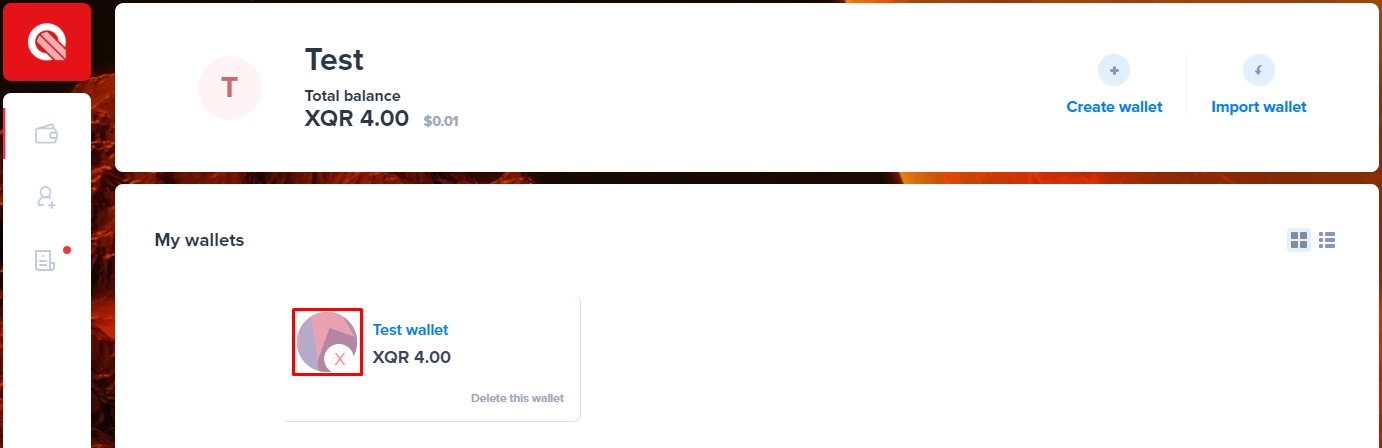 Test
T
Total balance
XQR 4.00 $0.01
Create wallet
Import wallet
My wallets
Test wallet
X
XQR 4.00
Delete this wallet